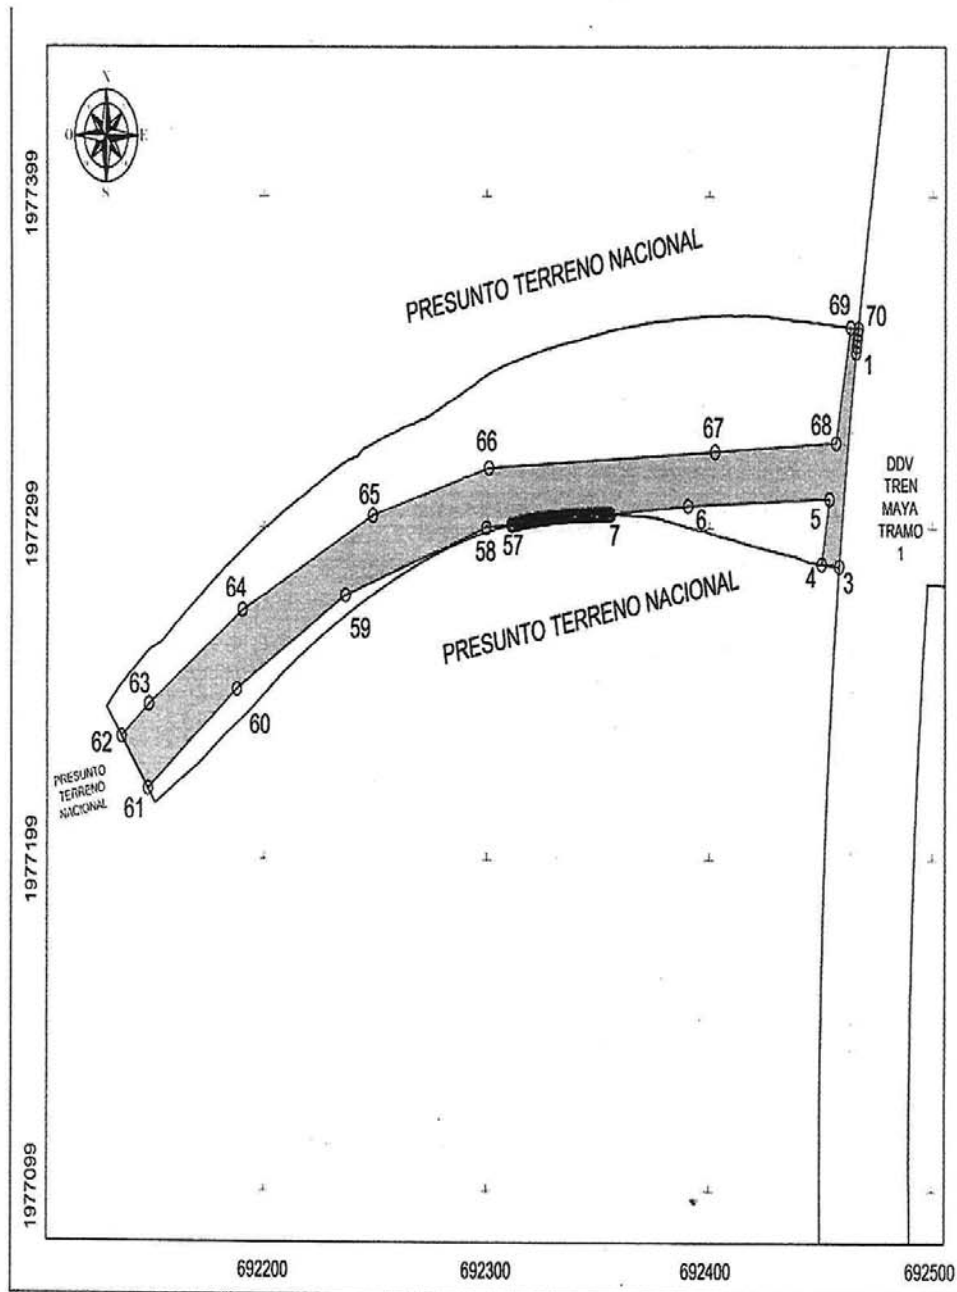 N
O
E
S
1977399
1977299
1977199
1977099
PRESUNTO TERRENO NACIONAL
69
70
1
68
67
66
65
DDV
TREN
MAYA
TRAMO
1
5
6
7
57
58
4
3
64
59
PRESUNTO TERRENO NACIONAL
63
60
62
PRESUNTO
TERRENO
NACIONAL
61
692200
692300
692400
692500